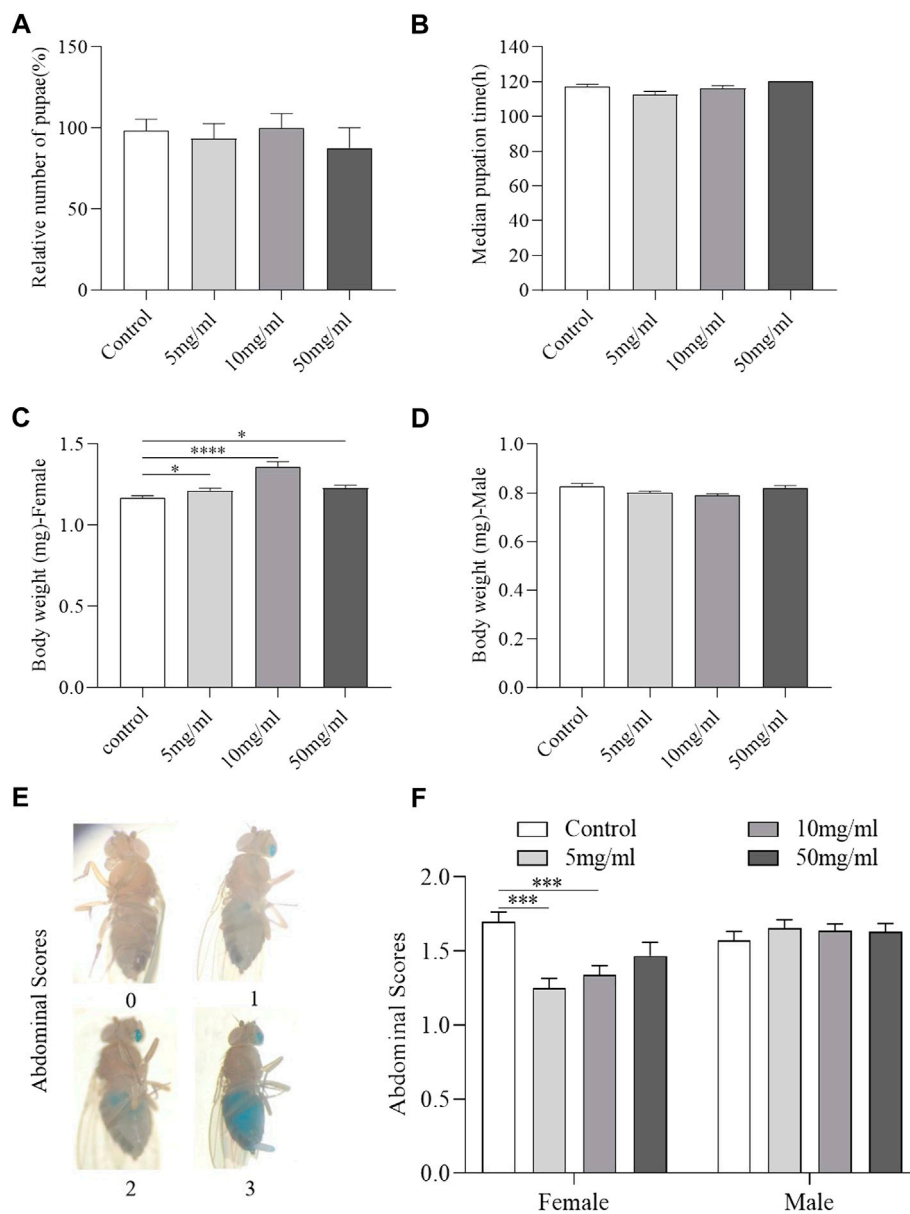 A
Relative number of pupae(%)
150
100
50
0
Control
5mg/ml
10mg/ml
50mg/ml
B
Median pupation time(h)
140
120
100
80
60
40
20
0
Control
5mg/ml
10mg/ml
50mg/ml
C
Body weight (mg)-Female
1.5
1.0
0.5
0.0
*
****
*
control
5mg/ml
10mg/ml
50mg/ml
D
Body weight (mg)-Male
1.0
0.8
0.6
0.4
0.2
0.0
Control
5mg/ml
10mg/ml
50mg/ml
E
Abdominal Scores
0
1
2
3
F
Control
10mg/ml
5mg/ml
50mg/ml
Abdominal Scores
2.0
1.5
1.0
0.5
0.0
***
***
Female
Male